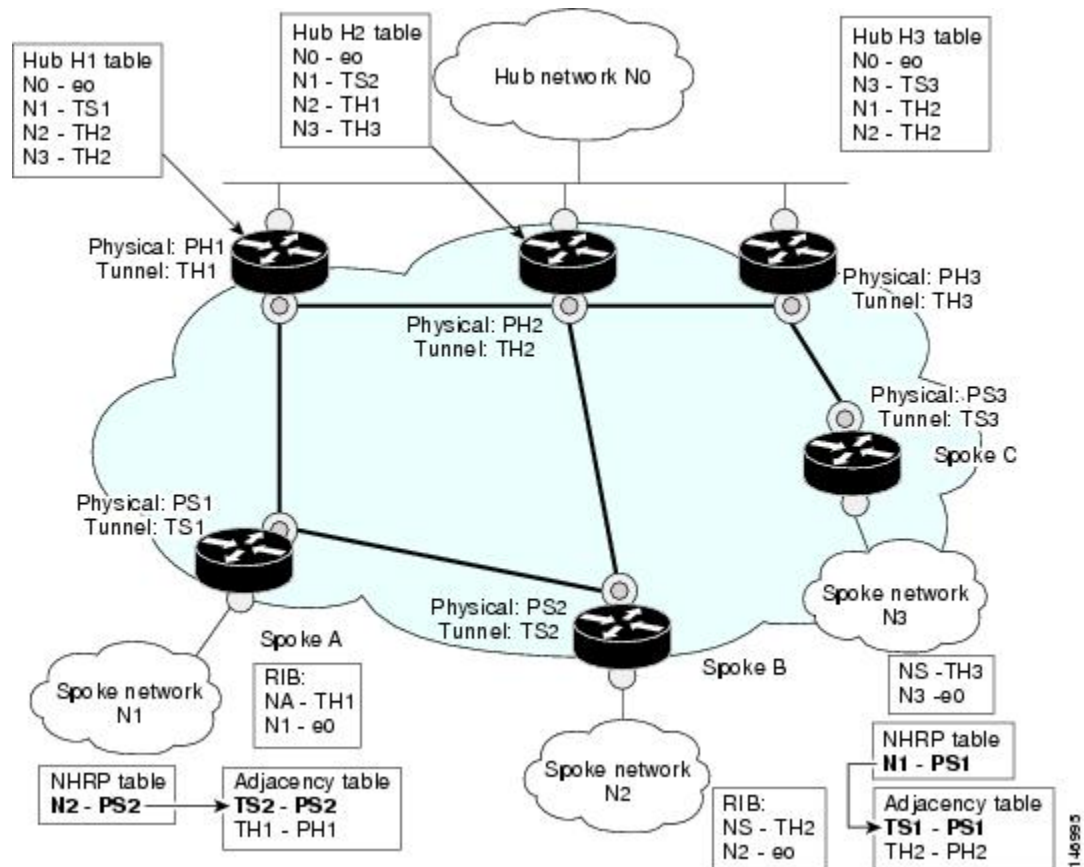 Hub H1 table
N0 - eo
N1 - TS1
N2 - TH2
N3 - TH2
Hub H2 table
N0 - eo
N1 - TS2
N2 - TH1
N3 - TH3
Hub network N0
Hub H3 table
N0 - eo
N3 - TS3
N1 - TH2
N2 - TH2
Physical: PH1
Tunnel: TH1
Physical: PH2
Tunnel: TH2
Physical: PH3
Tunnel: TH3
Physical: PS3
Tunnel: TS3
Spoke C
Physical: PS1
Tunnel: TS1
Spoke A
Physical: PS2
Tunnel: TS2
Spoke B
Spoke network
N3
Spoke network
N1
RIB:
NA - TH1
N1 - e0
NS -TH3
N3 -e0
NHRP table
N2 - PS2
Adjacency table
TS2 - PS2
TH1 - PH1
Spoke network
N2
RIB:
NS - TH2
N2 - eo
NHRP table
N1 - PS1
Adjacency table
TS1 - PS1
TH2 - PH2
146995